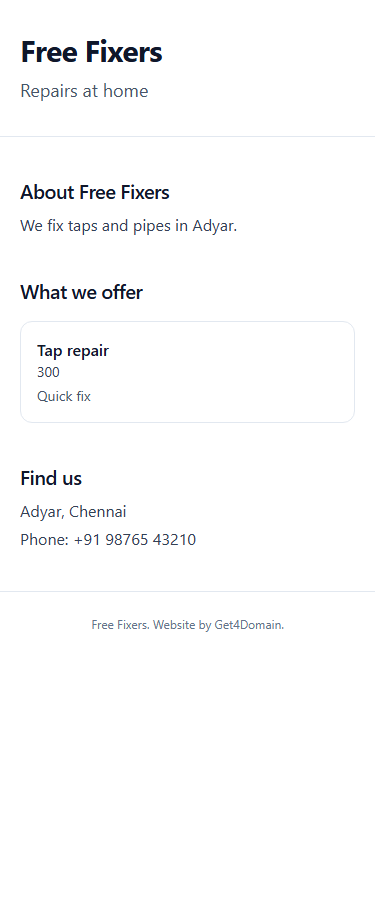 Free Fixers
Repairs at home
About Free Fixers
We fix taps and pipes in Adyar.
What we offer
Tap repair
300
Quick fix
Find us
Adyar, Chennai
Phone: +91 98765 43210
Free Fixers. Website by Get4Domain.